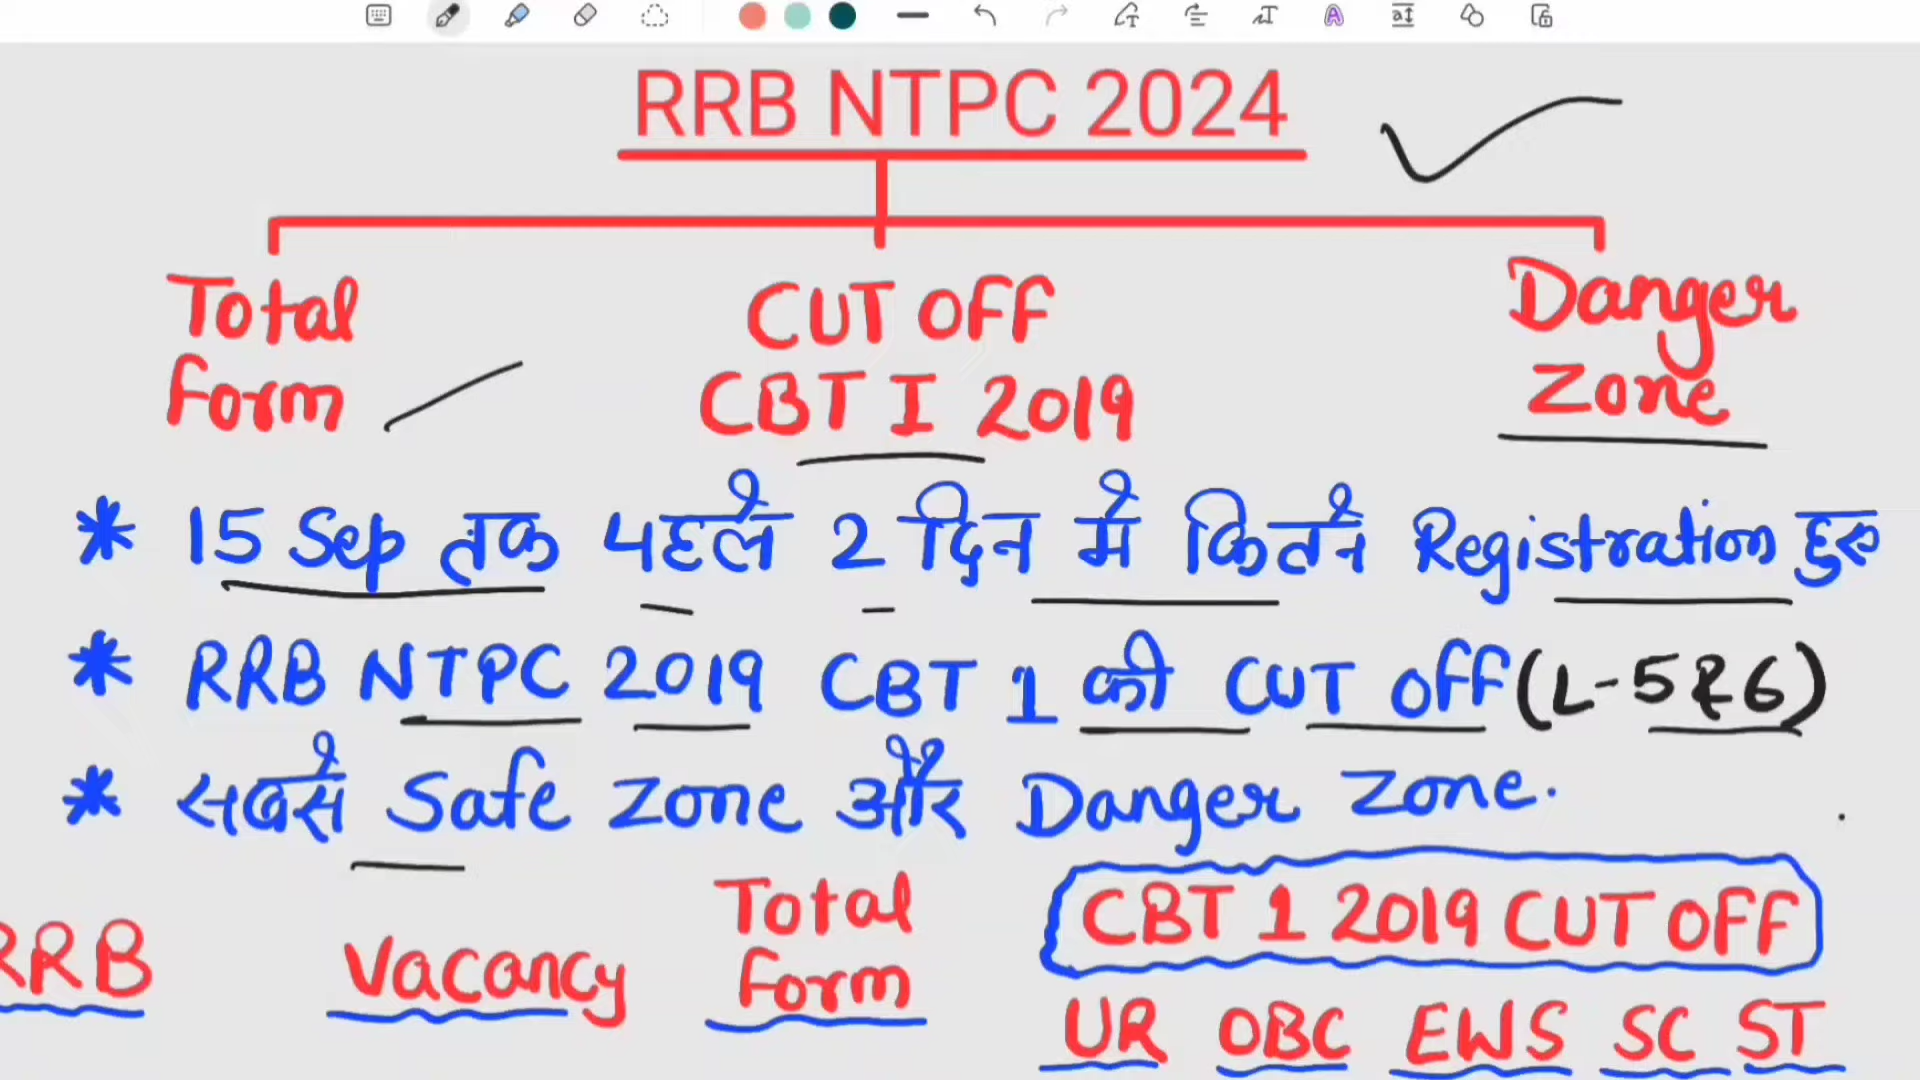 RRB NTPC 2024
Total CUT OFF Danger
form CBT I 2019 Zone
* 15 Sep तक पहले 2 दिन में कितने Registration हुए
* RRB NTPC 2019 CBT 1 की CUT OFF (L-5&6)
* सबसे Safe Zone और Danger Zone.
RRB Vacancy Total form CBT 1 2019 CUT OFF
UR OBC EWS SC ST